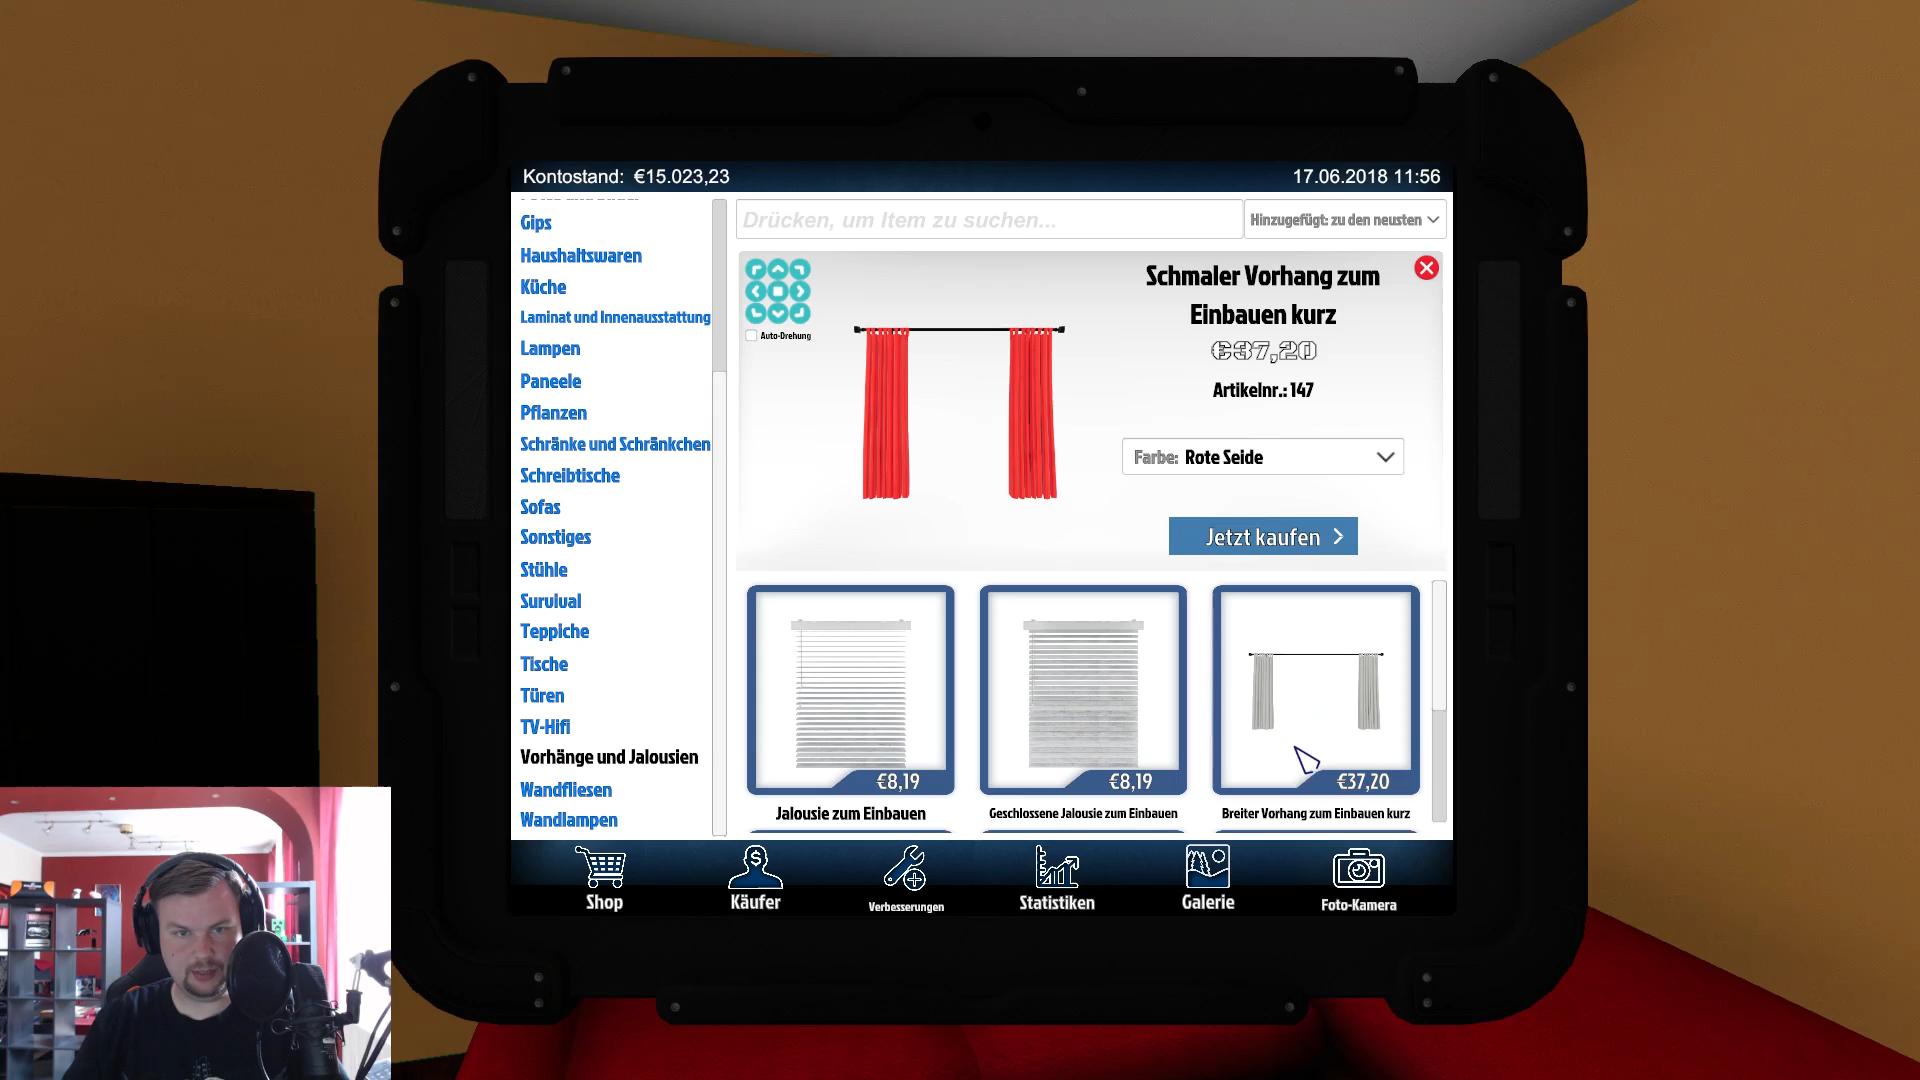 Kontostand: €15.023,23
17.06.2018 11:56
Gips
Haushaltswaren
Küche
Laminat und Innenausstattung
Lampen
Paneele
Pflanzen
Schränke und Schränkchen
Schreibtische
Sofas
Sonstiges
Stühle
Survival
Teppiche
Tische
Türen
TV-Hifi
Vorhänge und Jalousien
Wandfliesen
Wandlampen
Drücken, um Item zu suchen...
Hinzugefügt: zu den neusten
Auto-Drehung
Schmaler Vorhang zum
Einbauen kurz
€37,20
Artikelnr.: 147
Farbe: Rote Seide
Jetzt kaufen
€8,19
€8,19
€37,20
Jalousie zum Einbauen
Geschlossene Jalousie zum Einbauen
Breiter Vorhang zum Einbauen kurz
Shop
Käufer
Verbesserungen
Statistiken
Galerie
Foto-Kamera